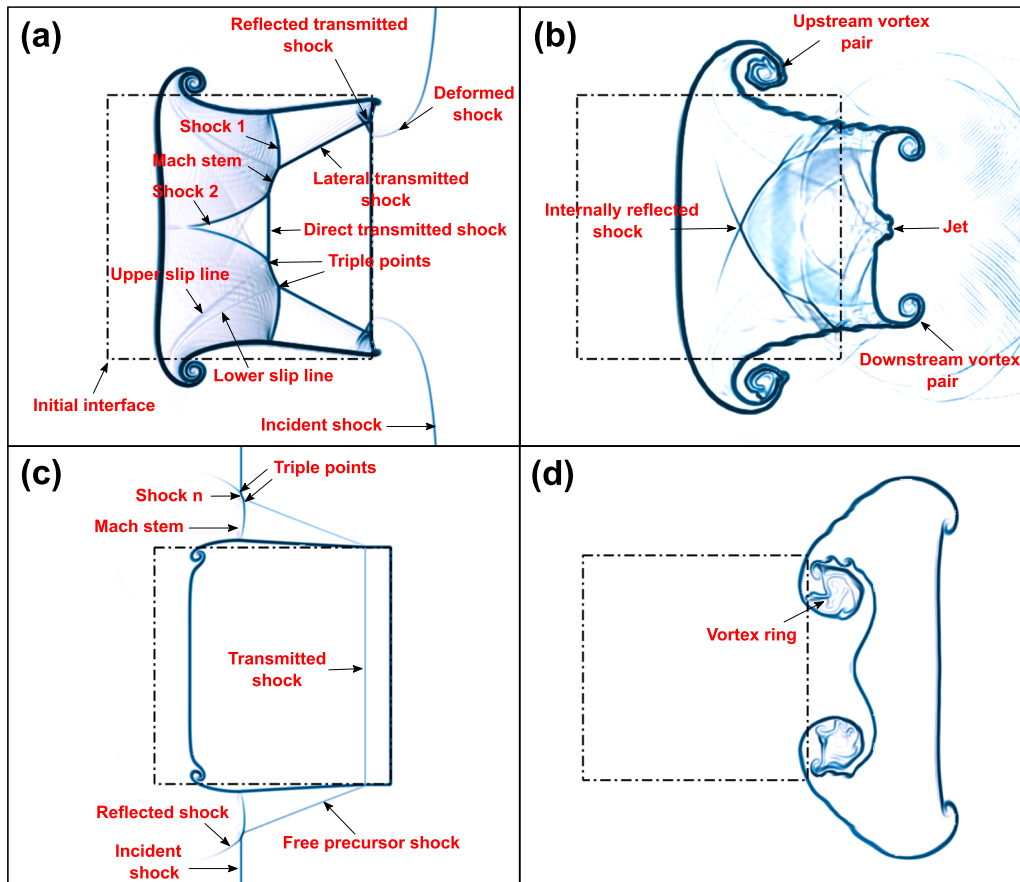 (a)
Reflected transmitted
shock
Deformed
shock
Shock 1
Mach stem
Shock 2
Lateral transmitted
shock
Direct transmitted shock
Triple points
Upper slip line
Lower slip line
Initial interface
Incident shock
(b)
Upstream vortex
pair
Internally reflected
shock
Jet
Downstream vortex
pair
(c)
Triple points
Shock n
Mach stem
Transmitted
shock
Reflected shock
Free precursor shock
Incident
shock
(d)
Vortex ring